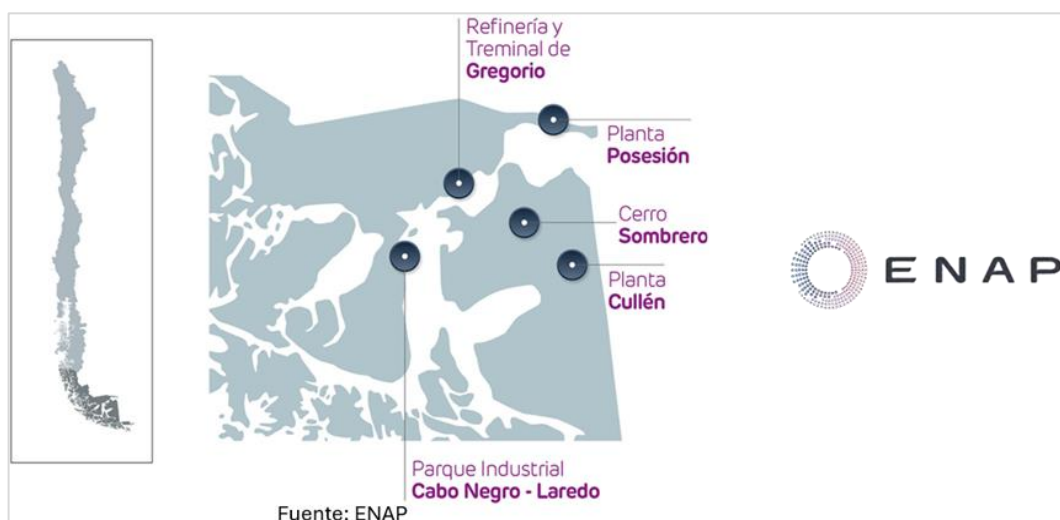 Refinería y
Treminal de
Gregorio
Planta
Posesión
Cerro
Sombrero
Planta
Cullén
ENAP
Parque Industrial
Cabo Negro - Laredo
Fuente: ENAP